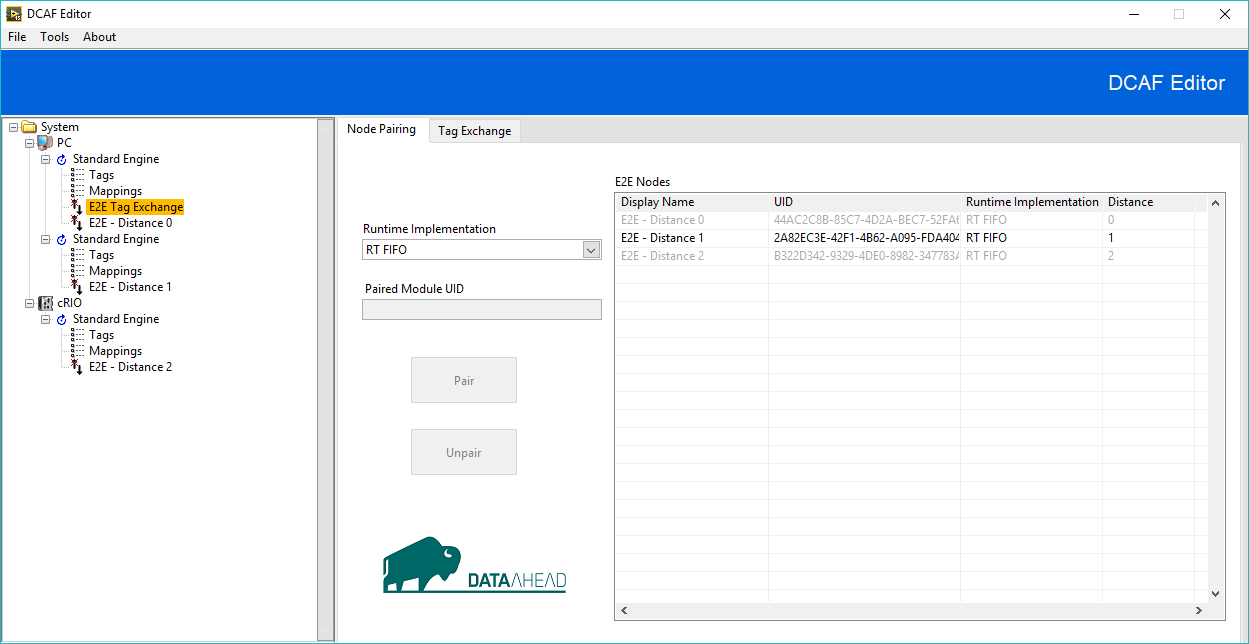 DCAF Editor
File Tools About
DCAF Editor
System
PC
Standard Engine
Tags
Mappings
E2E Tag Exchange
E2E - Distance 0
Standard Engine
Tags
Mappings
E2E - Distance 1
cRIO
Standard Engine
Tags
Mappings
E2E - Distance 2
Node Pairing Tag Exchange
Runtime Implementation
RT FIFO
Paired Module UID
Pair
Unpair
DATAAHEAD
E2E Nodes
Display Name UID Runtime Implementation Distance
E2E - Distance 0 44AC2C8B-85C7-4D2A-BEC7-52FA6 RT FIFO 0
E2E - Distance 1 2A82EC3E-42F1-4B62-A095-FDA404 RT FIFO 1
E2E - Distance 2 B322D342-9329-4DE0-8982-347783A RT FIFO 2